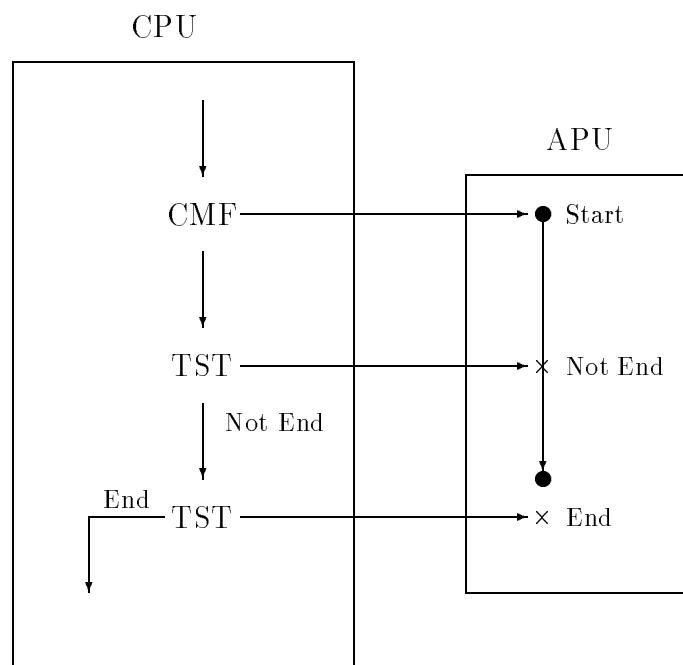 CPU
APU
CMF
Start
TST
Not End
Not End
End
TST
End